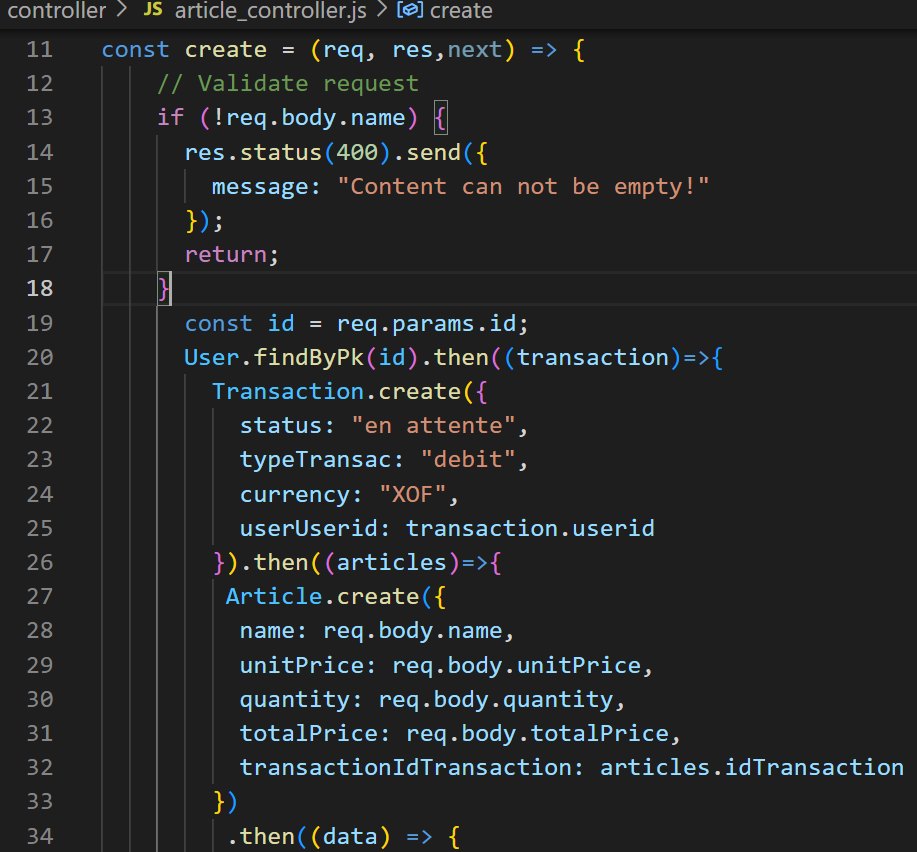 controller > JS article_controller.js > create
11 const create = (req, res,next) => {
12 // Validate request
13 if (!req.body.name) {
14 res.status(400).send({
15 message: "Content can not be empty!"
16 });
17 return;
18 }
19 const id = req.params.id;
20 User.findByPk(id).then((transaction)=>{
21 Transaction.create({
22 status: "en attente",
23 typeTransac: "debit",
24 currency: "XOF",
25 userUserid: transaction.userid
26 }).then((articles)=>{
27 Article.create({
28 name: req.body.name,
29 unitPrice: req.body.unitPrice,
30 quantity: req.body.quantity,
31 totalPrice: req.body.totalPrice,
32 transactionIdTransaction: articles.idTransaction
33 })
34 .then((data) => {